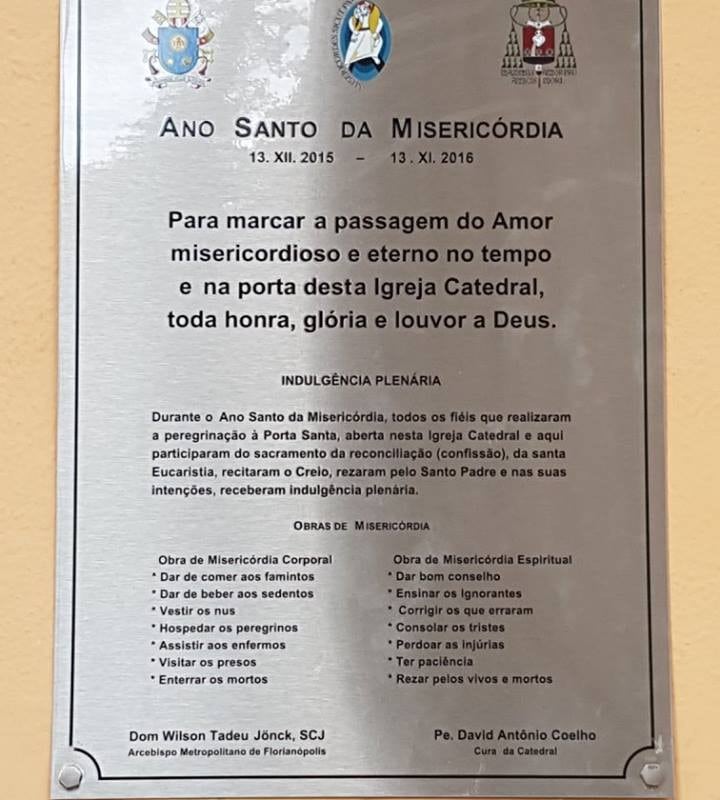 MISERICORDES SICUT PATER
ANO SANTO DA MISERICÓRDIA
13. XII. 2015 – 13. XI. 2016
Para marcar a passagem do Amor
misericordioso e eterno no tempo
e na porta desta Igreja Catedral,
toda honra, glória e louvor a Deus.
INDULGÊNCIA PLENÁRIA
Durante o Ano Santo da Misericórdia, todos os fiéis que realizaram
a peregrinação à Porta Santa, aberta nesta Igreja Catedral e aqui
participaram do sacramento da reconciliação (confissão), da santa
Eucaristia, recitaram o Creio, rezaram pelo Santo Padre e nas suas
intenções, receberam indulgência plenária.
OBRAS DE MISERICÓRDIA
Obra de Misericórdia Corporal
* Dar de comer aos famintos
* Dar de beber aos sedentos
* Vestir os nus
* Hospedar os peregrinos
* Assistir aos enfermos
* Visitar os presos
* Enterrar os mortos
Obra de Misericórdia Espiritual
* Dar bom conselho
* Ensinar os Ignorantes
* Corrigir os que erraram
* Consolar os tristes
* Perdoar as injúrias
* Ter paciência
* Rezar pelos vivos e mortos
Dom Wilson Tadeu Jönck, SCJ
Arcebispo Metropolitano de Florianópolis
Pe. David Antônio Coelho
Cura da Catedral